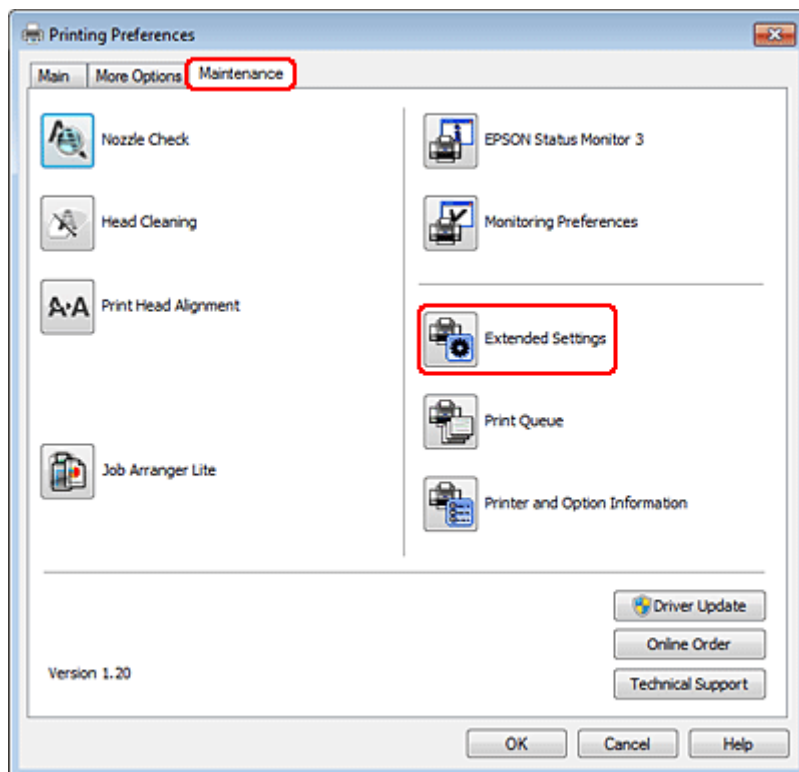 Printing Preferences
Main
More Options
Maintenance
Nozzle Check
Head Cleaning
A·A
Print Head Alignment
Job Arranger Lite
EPSON Status Monitor 3
Monitoring Preferences
Extended Settings
Print Queue
Printer and Option Information
Driver Update
Online Order
Technical Support
Version 1.20
OK
Cancel
Help